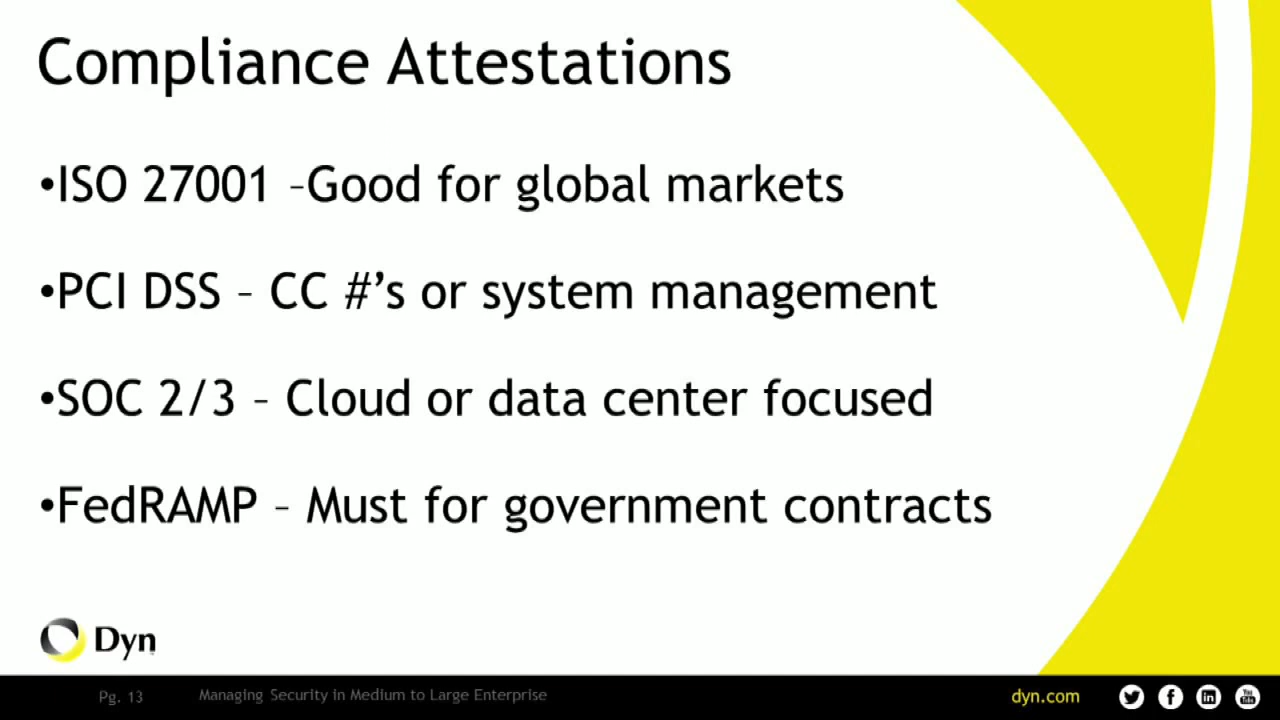 Compliance Attestations
•ISO 27001 –Good for global markets
•PCI DSS – CC #’s or system management
•SOC 2/3 – Cloud or data center focused
•FedRAMP – Must for government contracts
Dyn
Pg. 13 Managing Security in Medium to Large Enterprise dyn.com You Tube